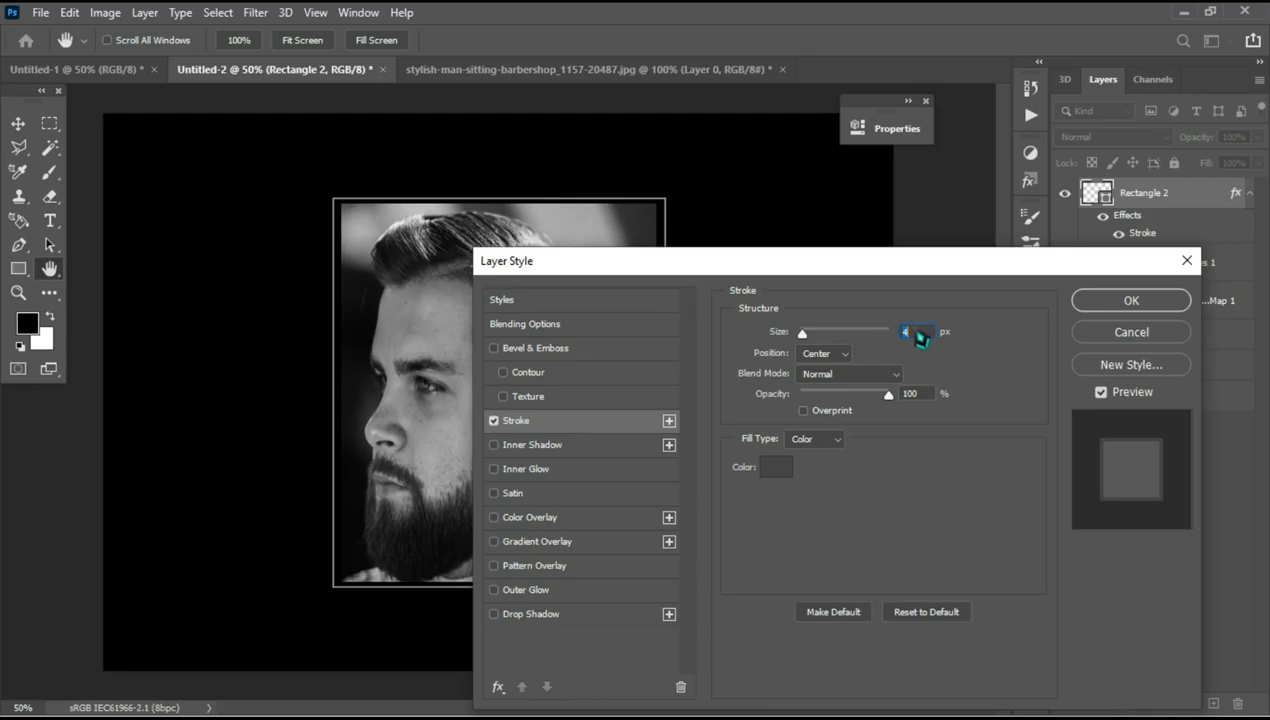 Ps File Edit Image Layer Type Select Filter 3D View Window Help
Scroll All Windows 100% Fit Screen Fill Screen
Untitled-1 @ 50% (RGB/8) * × Untitled-2 @ 50% (Rectangle 2, RGB/8) * × stylish-man-sitting-barbershop_1157-20487.jpg @ 100% (Layer 0, RGB/8#) * ×
3D Layers Channels
Properties
Kind
Normal Opacity: 100%
Lock: Fill: 100%
Rectangle 2 fx
Effects
Stroke
s 1
...Map 1
Layer Style
Styles
Blending Options
Bevel & Emboss
Contour
Texture
Stroke
Inner Shadow
Inner Glow
Satin
Color Overlay
Gradient Overlay
Pattern Overlay
Outer Glow
Drop Shadow
fx
Stroke
Structure
Size: 4 px
Position: Center
Blend Mode: Normal
Opacity: 100 %
Overprint
Fill Type: Color
Color:
Make Default Reset to Default
OK
Cancel
New Style...
Preview
50% sRGB IEC61966-2.1 (8bpc)